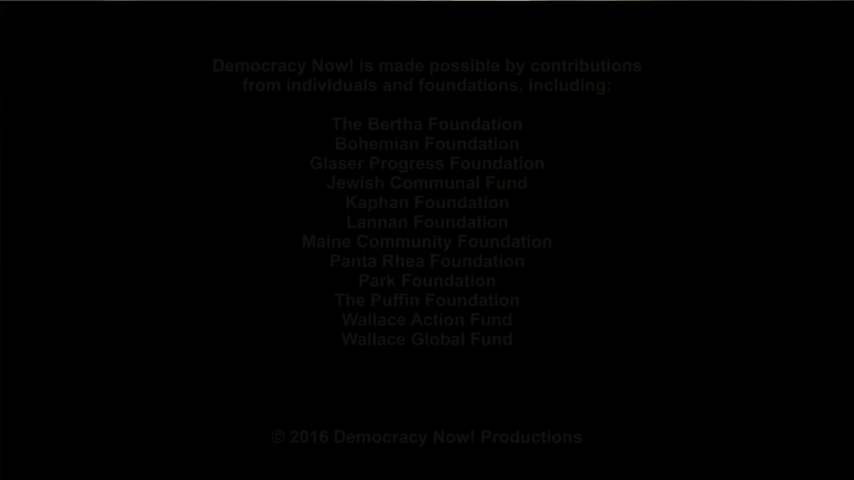 Democracy Now! is made possible by contributions
from individuals and foundations, including:
The Bertha Foundation
Bohemian Foundation
Glaser Progress Foundation
Jewish Communal Fund
Kaphan Foundation
Lannan Foundation
Maine Community Foundation
Panta Rhea Foundation
Park Foundation
The Puffin Foundation
Wallace Action Fund
Wallace Global Fund
© 2016 Democracy Now! Productions